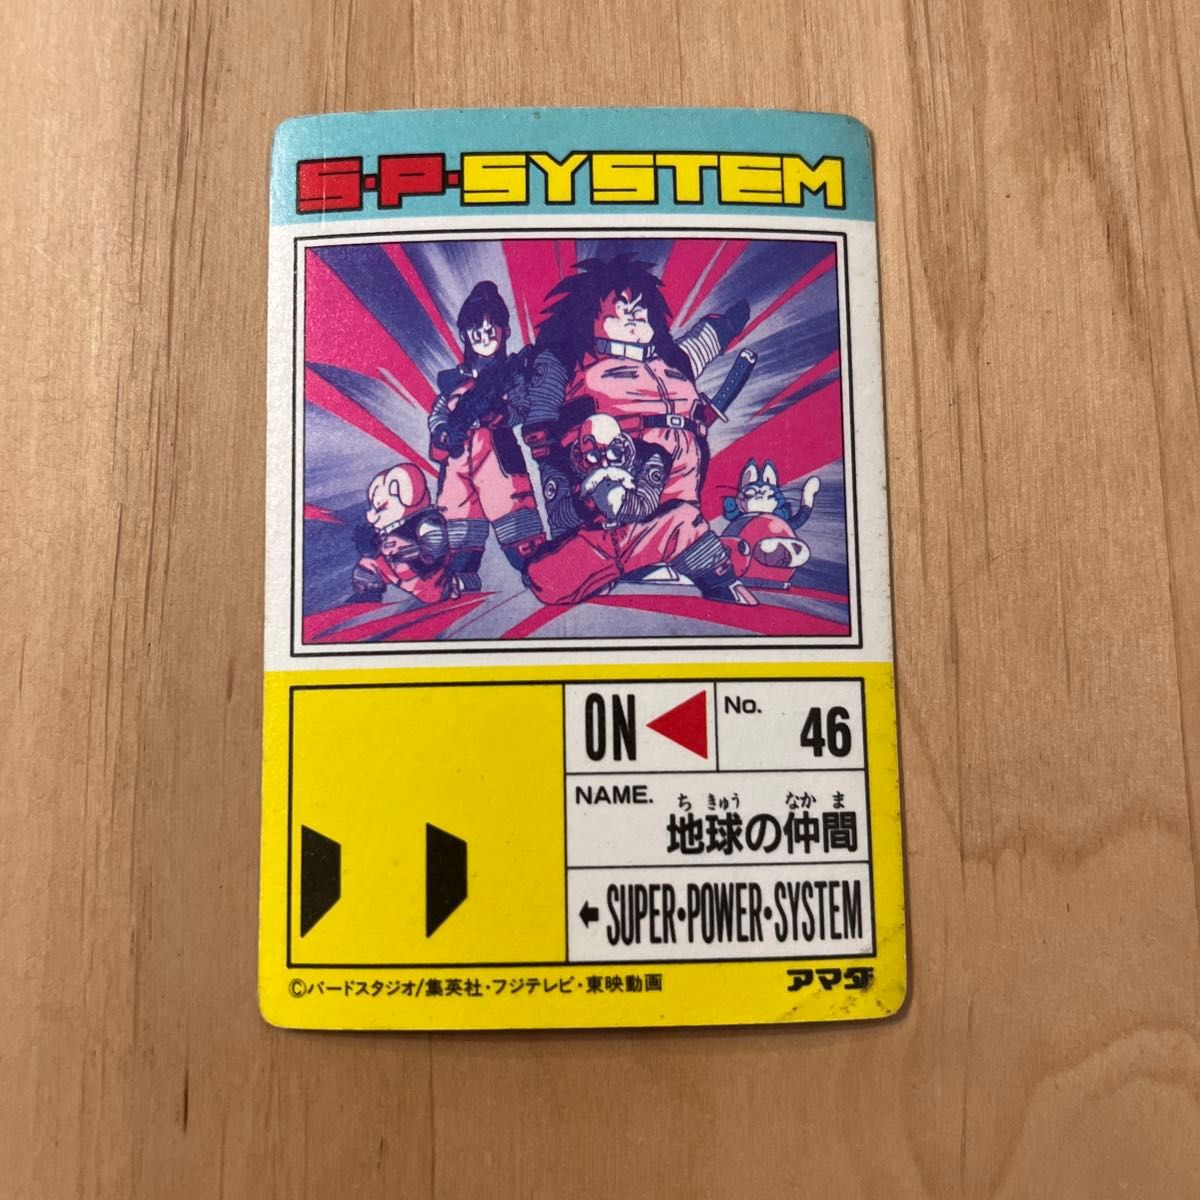 S・P・SYSTEM
ON
No.
46
NAME.
ち きゅう なか ま
地球の仲間
SUPER・POWER・SYSTEM
©バードスタジオ/集英社・フジテレビ・東映動画
アマダ